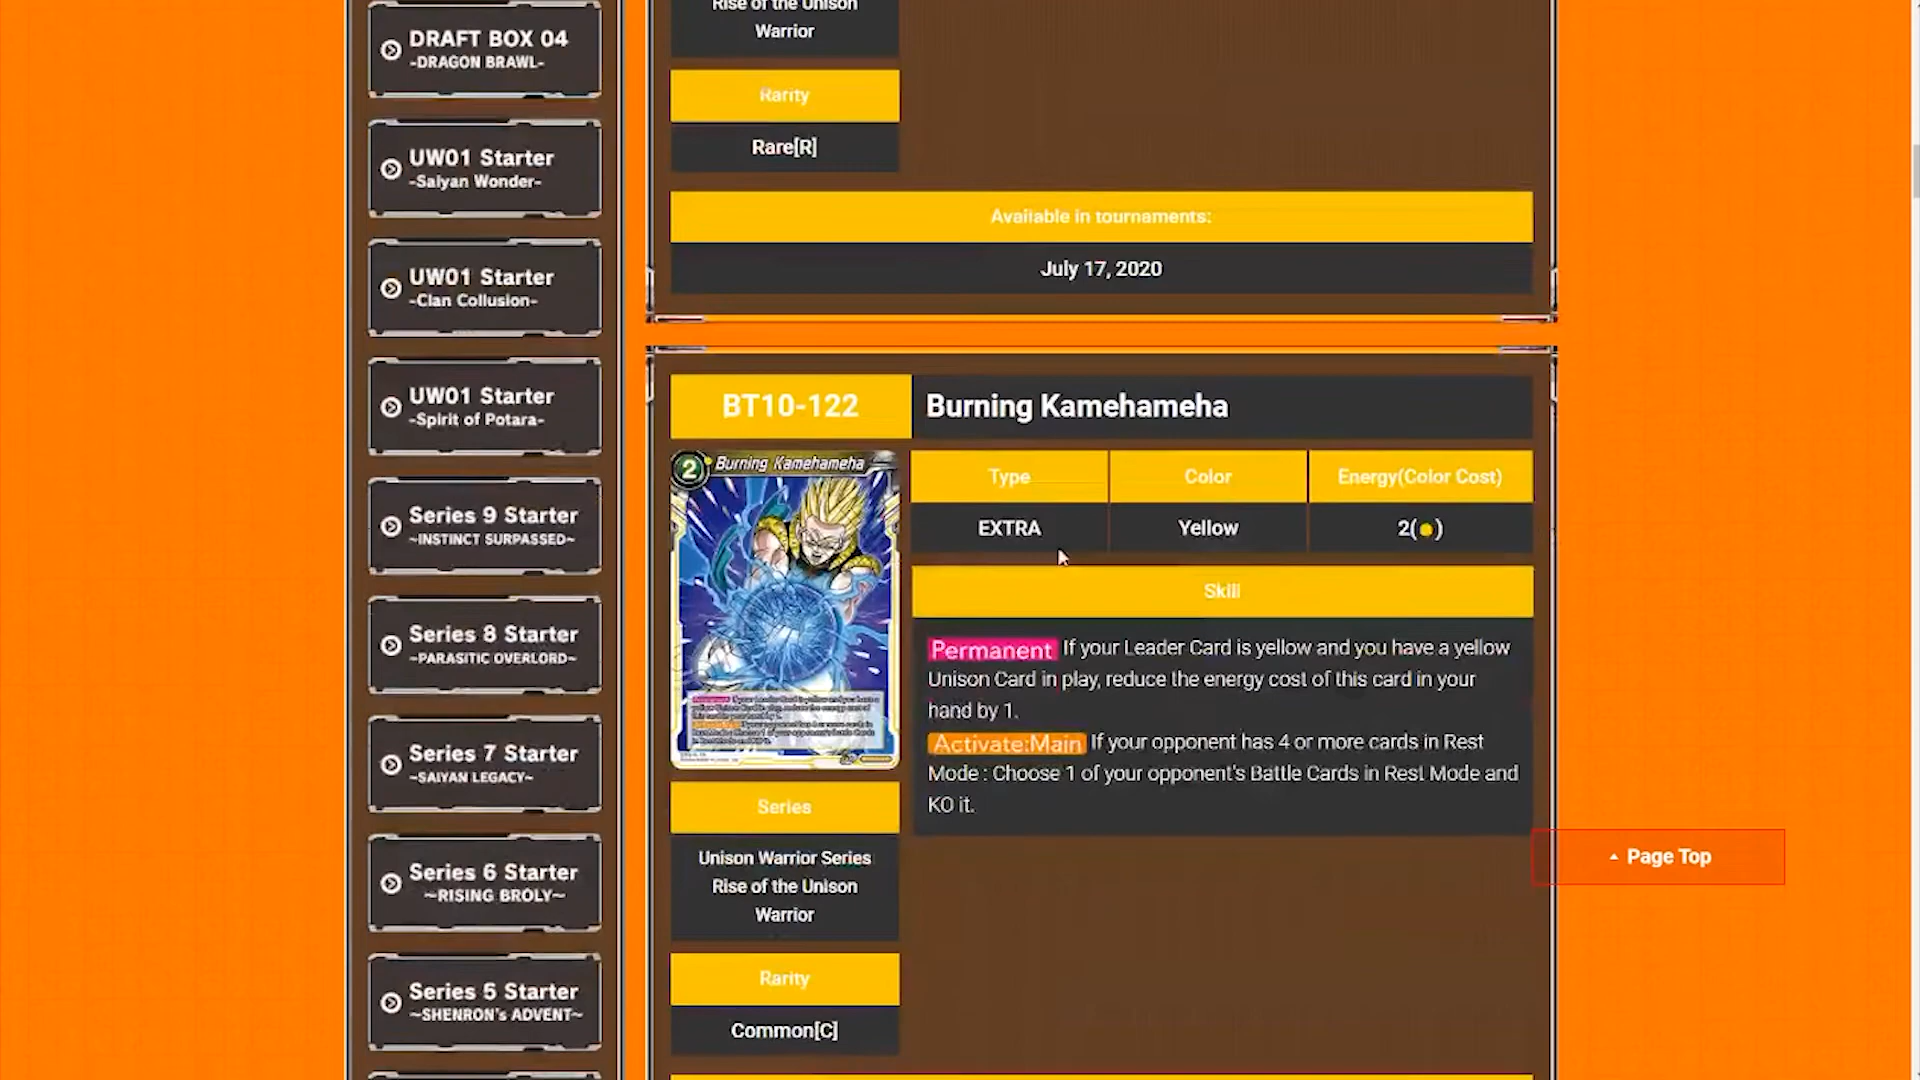 DRAFT BOX 04
-DRAGON BRAWL-
UW01 Starter
-Saiyan Wonder-
UW01 Starter
-Clan Collusion-
UW01 Starter
-Spirit of Potara-
Series 9 Starter
~INSTINCT SURPASSED~
Series 8 Starter
~PARASITIC OVERLORD~
Series 7 Starter
~SAIYAN LEGACY~
Series 6 Starter
~RISING BROLY~
Series 5 Starter
~SHENRON's ADVENT~
Rise of the Unison
Warrior
Rarity
Rare[R]
Available in tournaments:
July 17, 2020
BT10-122
Burning Kamehameha
2
Burning Kamehameha
Type
Color
Energy(Color Cost)
EXTRA
Yellow
2( )
Skill
Permanent If your Leader Card is yellow and you have a yellow
Unison Card in play, reduce the energy cost of this card in your
hand by 1.
Activate:Main If your opponent has 4 or more cards in Rest
Mode : Choose 1 of your opponent's Battle Cards in Rest Mode and
KO it.
Series
Unison Warrior Series
Rise of the Unison
Warrior
Rarity
Common[C]
Page Top